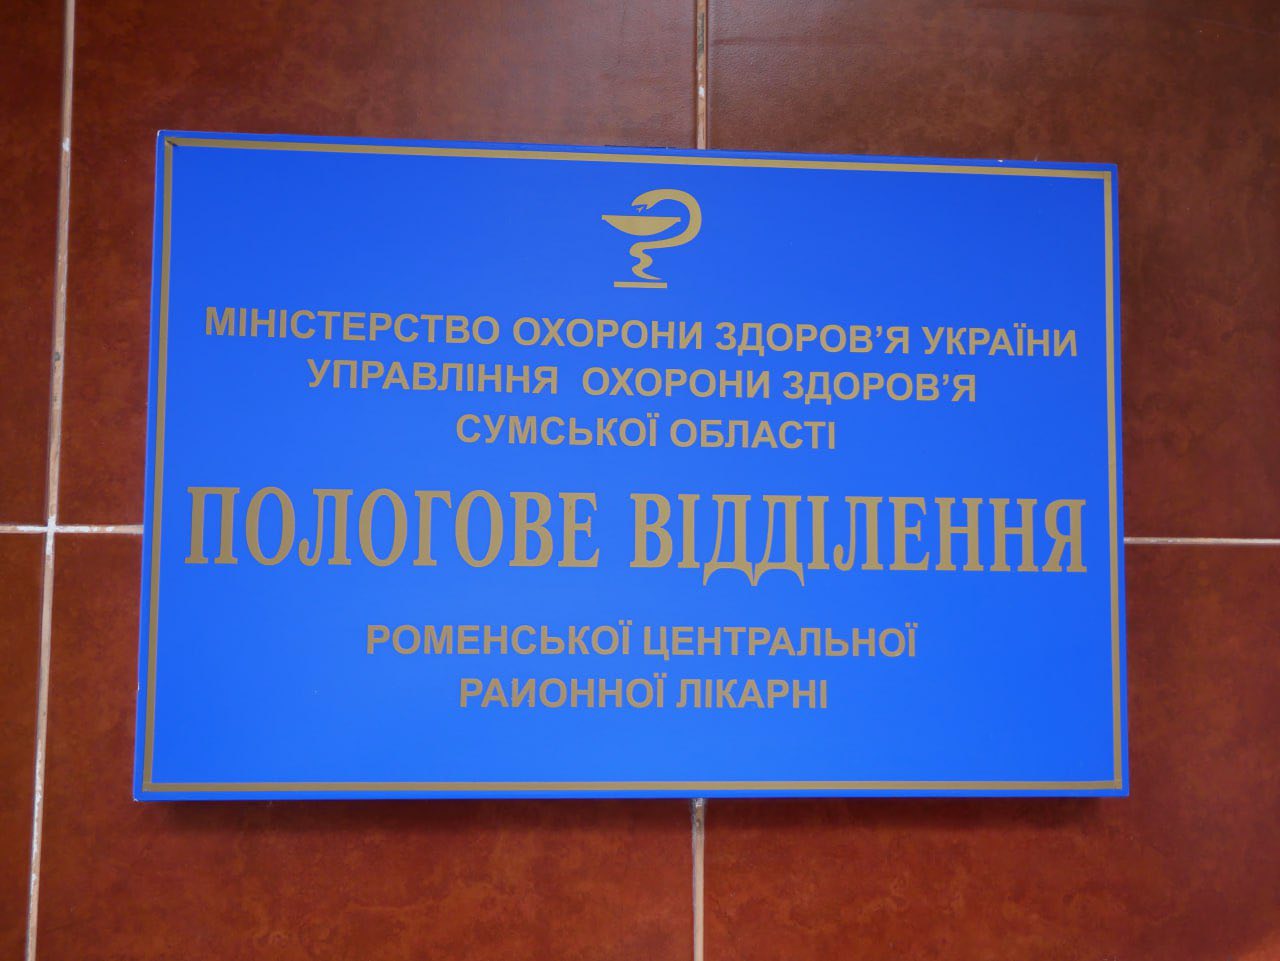 МІНІСТЕРСТВО ОХОРОНИ ЗДОРОВ’Я УКРАЇНИ
УПРАВЛІННЯ ОХОРОНИ ЗДОРОВ’Я
СУМСЬКОЇ ОБЛАСТІ
ПОЛОГОВЕ ВІДДІЛЕННЯ
РОМЕНСЬКОЇ ЦЕНТРАЛЬНОЇ
РАИОННОЇ ЛІКАРНІ